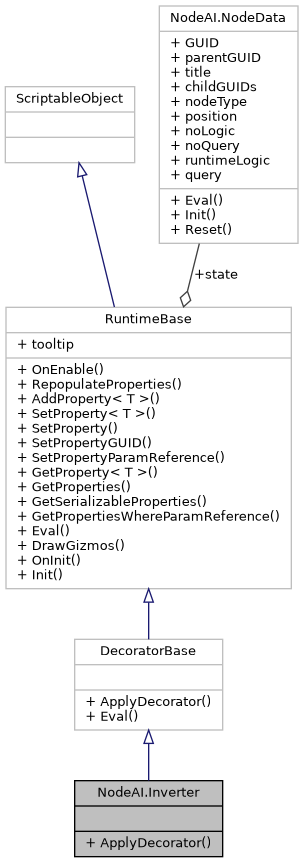 NodeAI.NodeData
+ GUID
+ parentGUID
+ title
+ childGUIDs
+ nodeType
+ position
+ noLogic
+ noQuery
+ runtimeLogic
+ query
+ Eval()
+ Init()
+ Reset()
ScriptableObject
+state
RuntimeBase
+ tooltip
+ OnEnable()
+ RepopulateProperties()
+ AddProperty< T >()
+ SetProperty< T >()
+ SetProperty()
+ SetPropertyGUID()
+ SetPropertyParamReference()
+ GetProperty< T >()
+ GetProperties()
+ GetSerializableProperties()
+ GetPropertiesWhereParamReference()
+ Eval()
+ DrawGizmos()
+ OnInit()
+ Init()
DecoratorBase
+ ApplyDecorator()
+ Eval()
NodeAI.Inverter
+ ApplyDecorator()